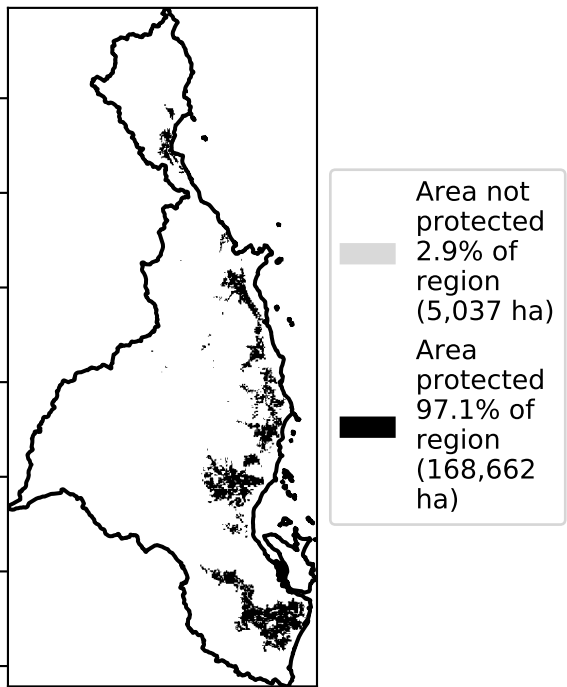 Area not
protected
2.9% of
region
(5,037 ha)
Area
protected
97.1% of
region
(168,662
ha)